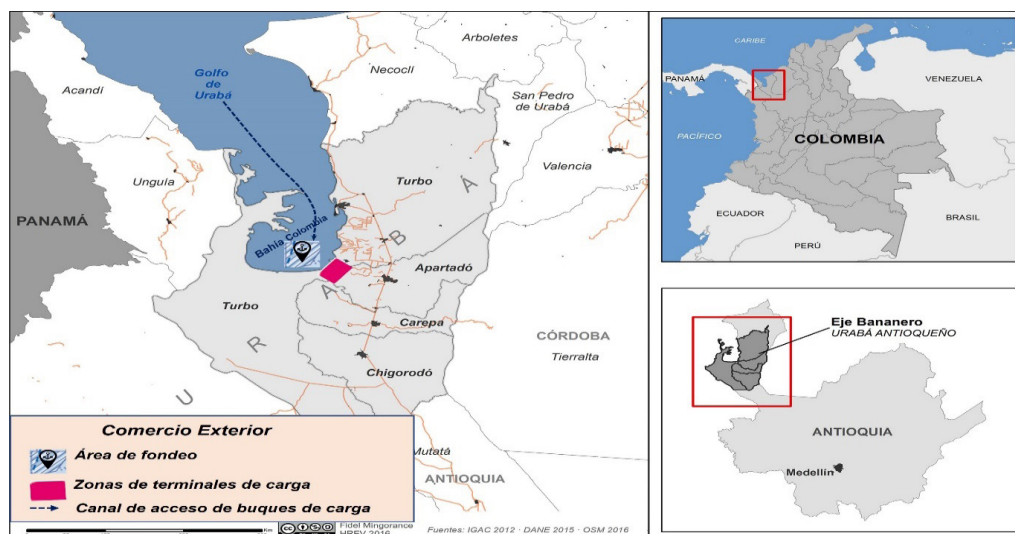 Arboletes
Golfo
de
Urabá
Necoclí
Acandí
San Pedro
de Urabá
Turbo
Valencia
Unguía
PANAMÁ
Bahía Colombia
Apartadó
Turbo
Carepa
CÓRDOBA
Tierralta
Chigorodó
U R A B Á
Mutatá
ANTIOQUIA
Comercio Exterior
Área de fondeo
Zonas de terminales de carga
Canal de acceso de buques de carga
Km
Fidel Mingorance
HREV 2016
Fuentes: IGAC 2012 · DANE 2015 · OSM 2016
CARIBE
PANAMÁ
VENEZUELA
PACÍFICO
COLOMBIA
ECUADOR
BRASIL
PERÚ
Eje Bananero
URABÁ ANTIOQUEÑO
ANTIOQUIA
Medellín